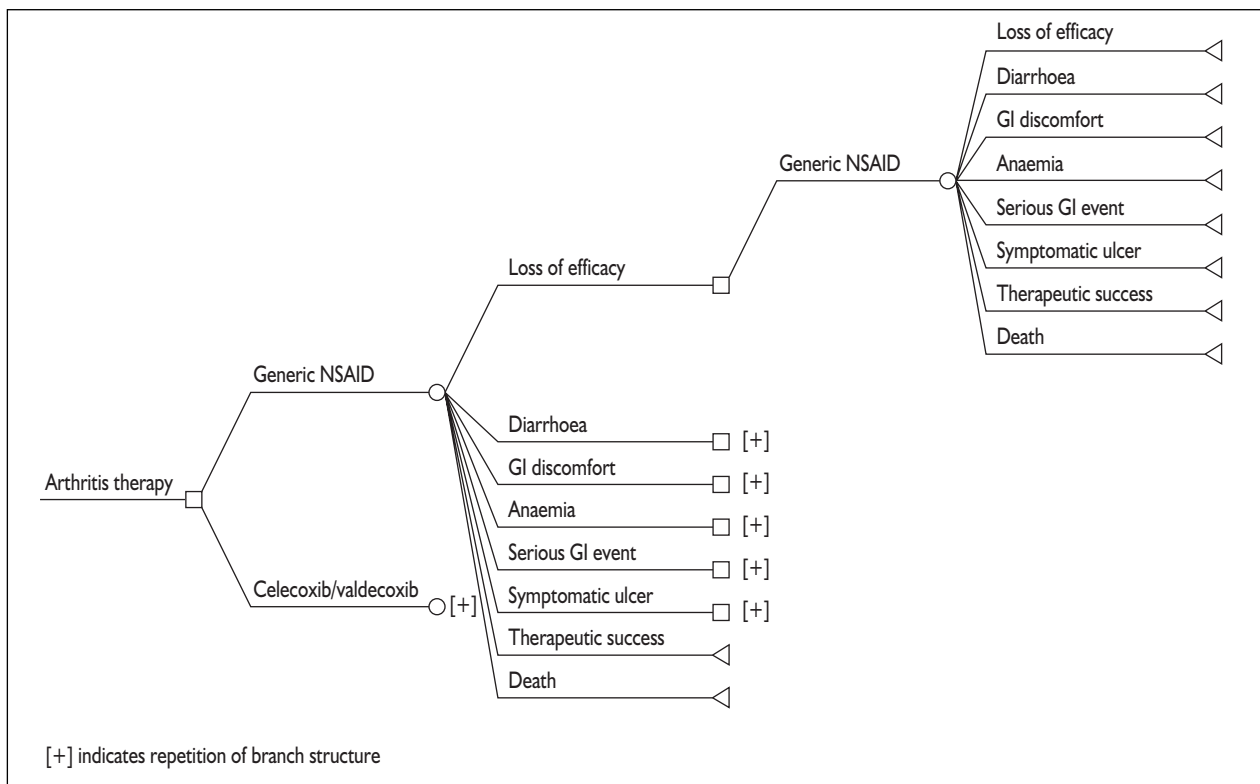 Loss of efficacy
Diarrhoea
GI discomfort
Generic NSAID
Anaemia
Serious GI event
Loss of efficacy
Symptomatic ulcer
Therapeutic success
Death
Generic NSAID
Diarrhoea
[+]
GI discomfort
[+]
Arthritis therapy
Anaemia
[+]
Serious GI event
[+]
Celecoxib/valdecoxib
[+]
Symptomatic ulcer
[+]
Therapeutic success
Death
[+] indicates repetition of branch structure